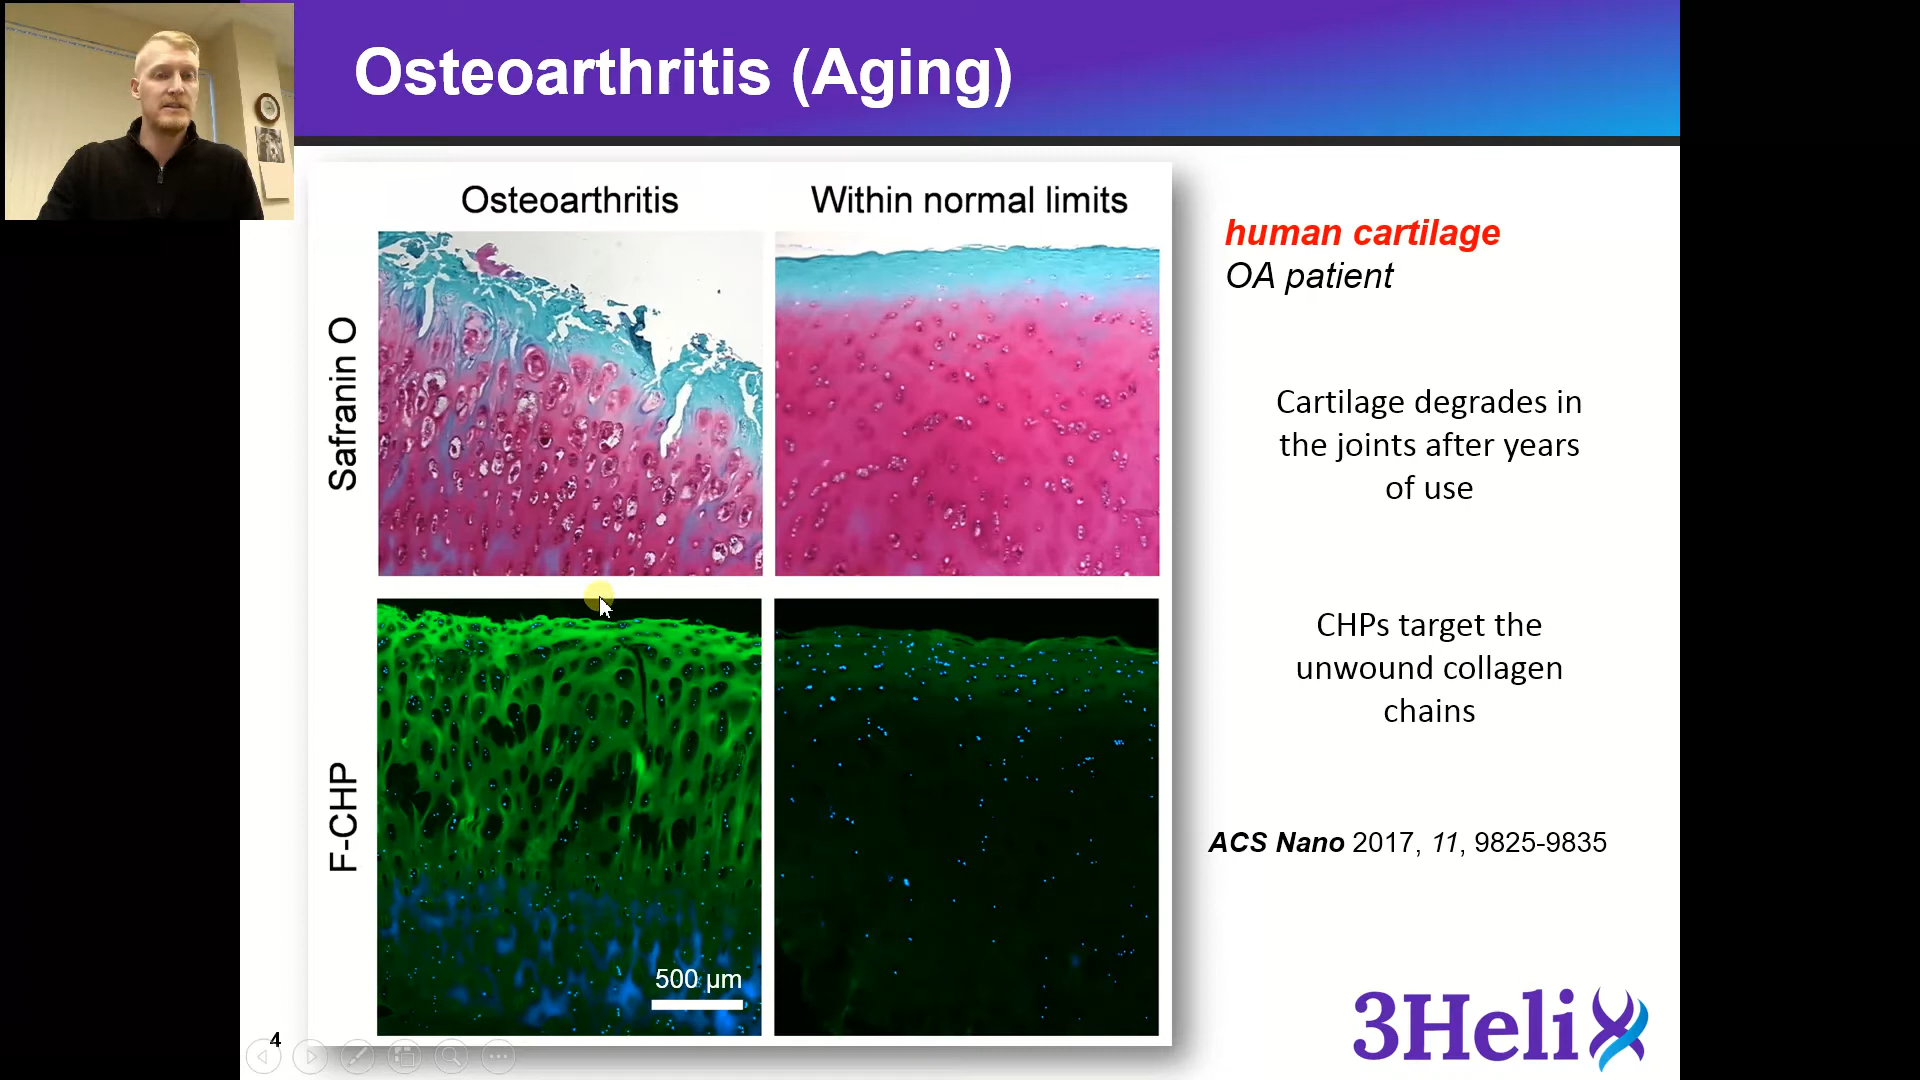 Osteoarthritis (Aging)
Osteoarthritis
Within normal limits
Safranin O
F-CHP
500 µm
human cartilage
OA patient
Cartilage degrades in
the joints after years
of use
CHPs target the
unwound collagen
chains
ACS Nano 2017, 11, 9825-9835
3Helix
4